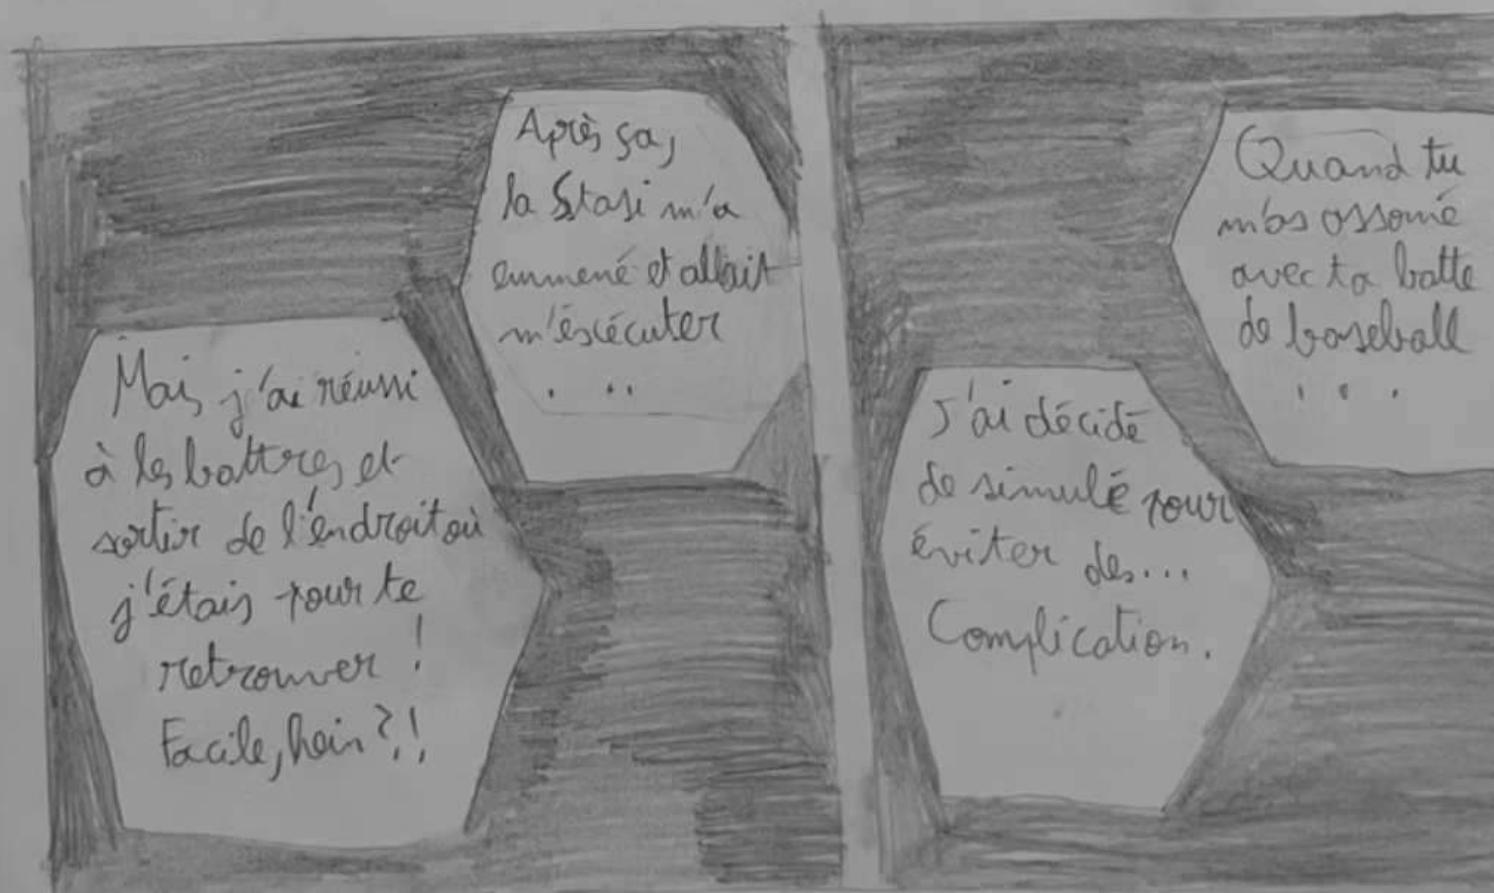 Quand tu
m'as assomé
avec ta batte
de baseball
...
J'ai décidé
de simulé pour
éviter des...
Complication.
Après ça,
la Stasi m'a
emmené et allait
m'éxécuter
...
Mais j'ai réussi
à les battres et
sortir de l'endroit où
j'étais pour te
retrouver !
Facile, hein ?!